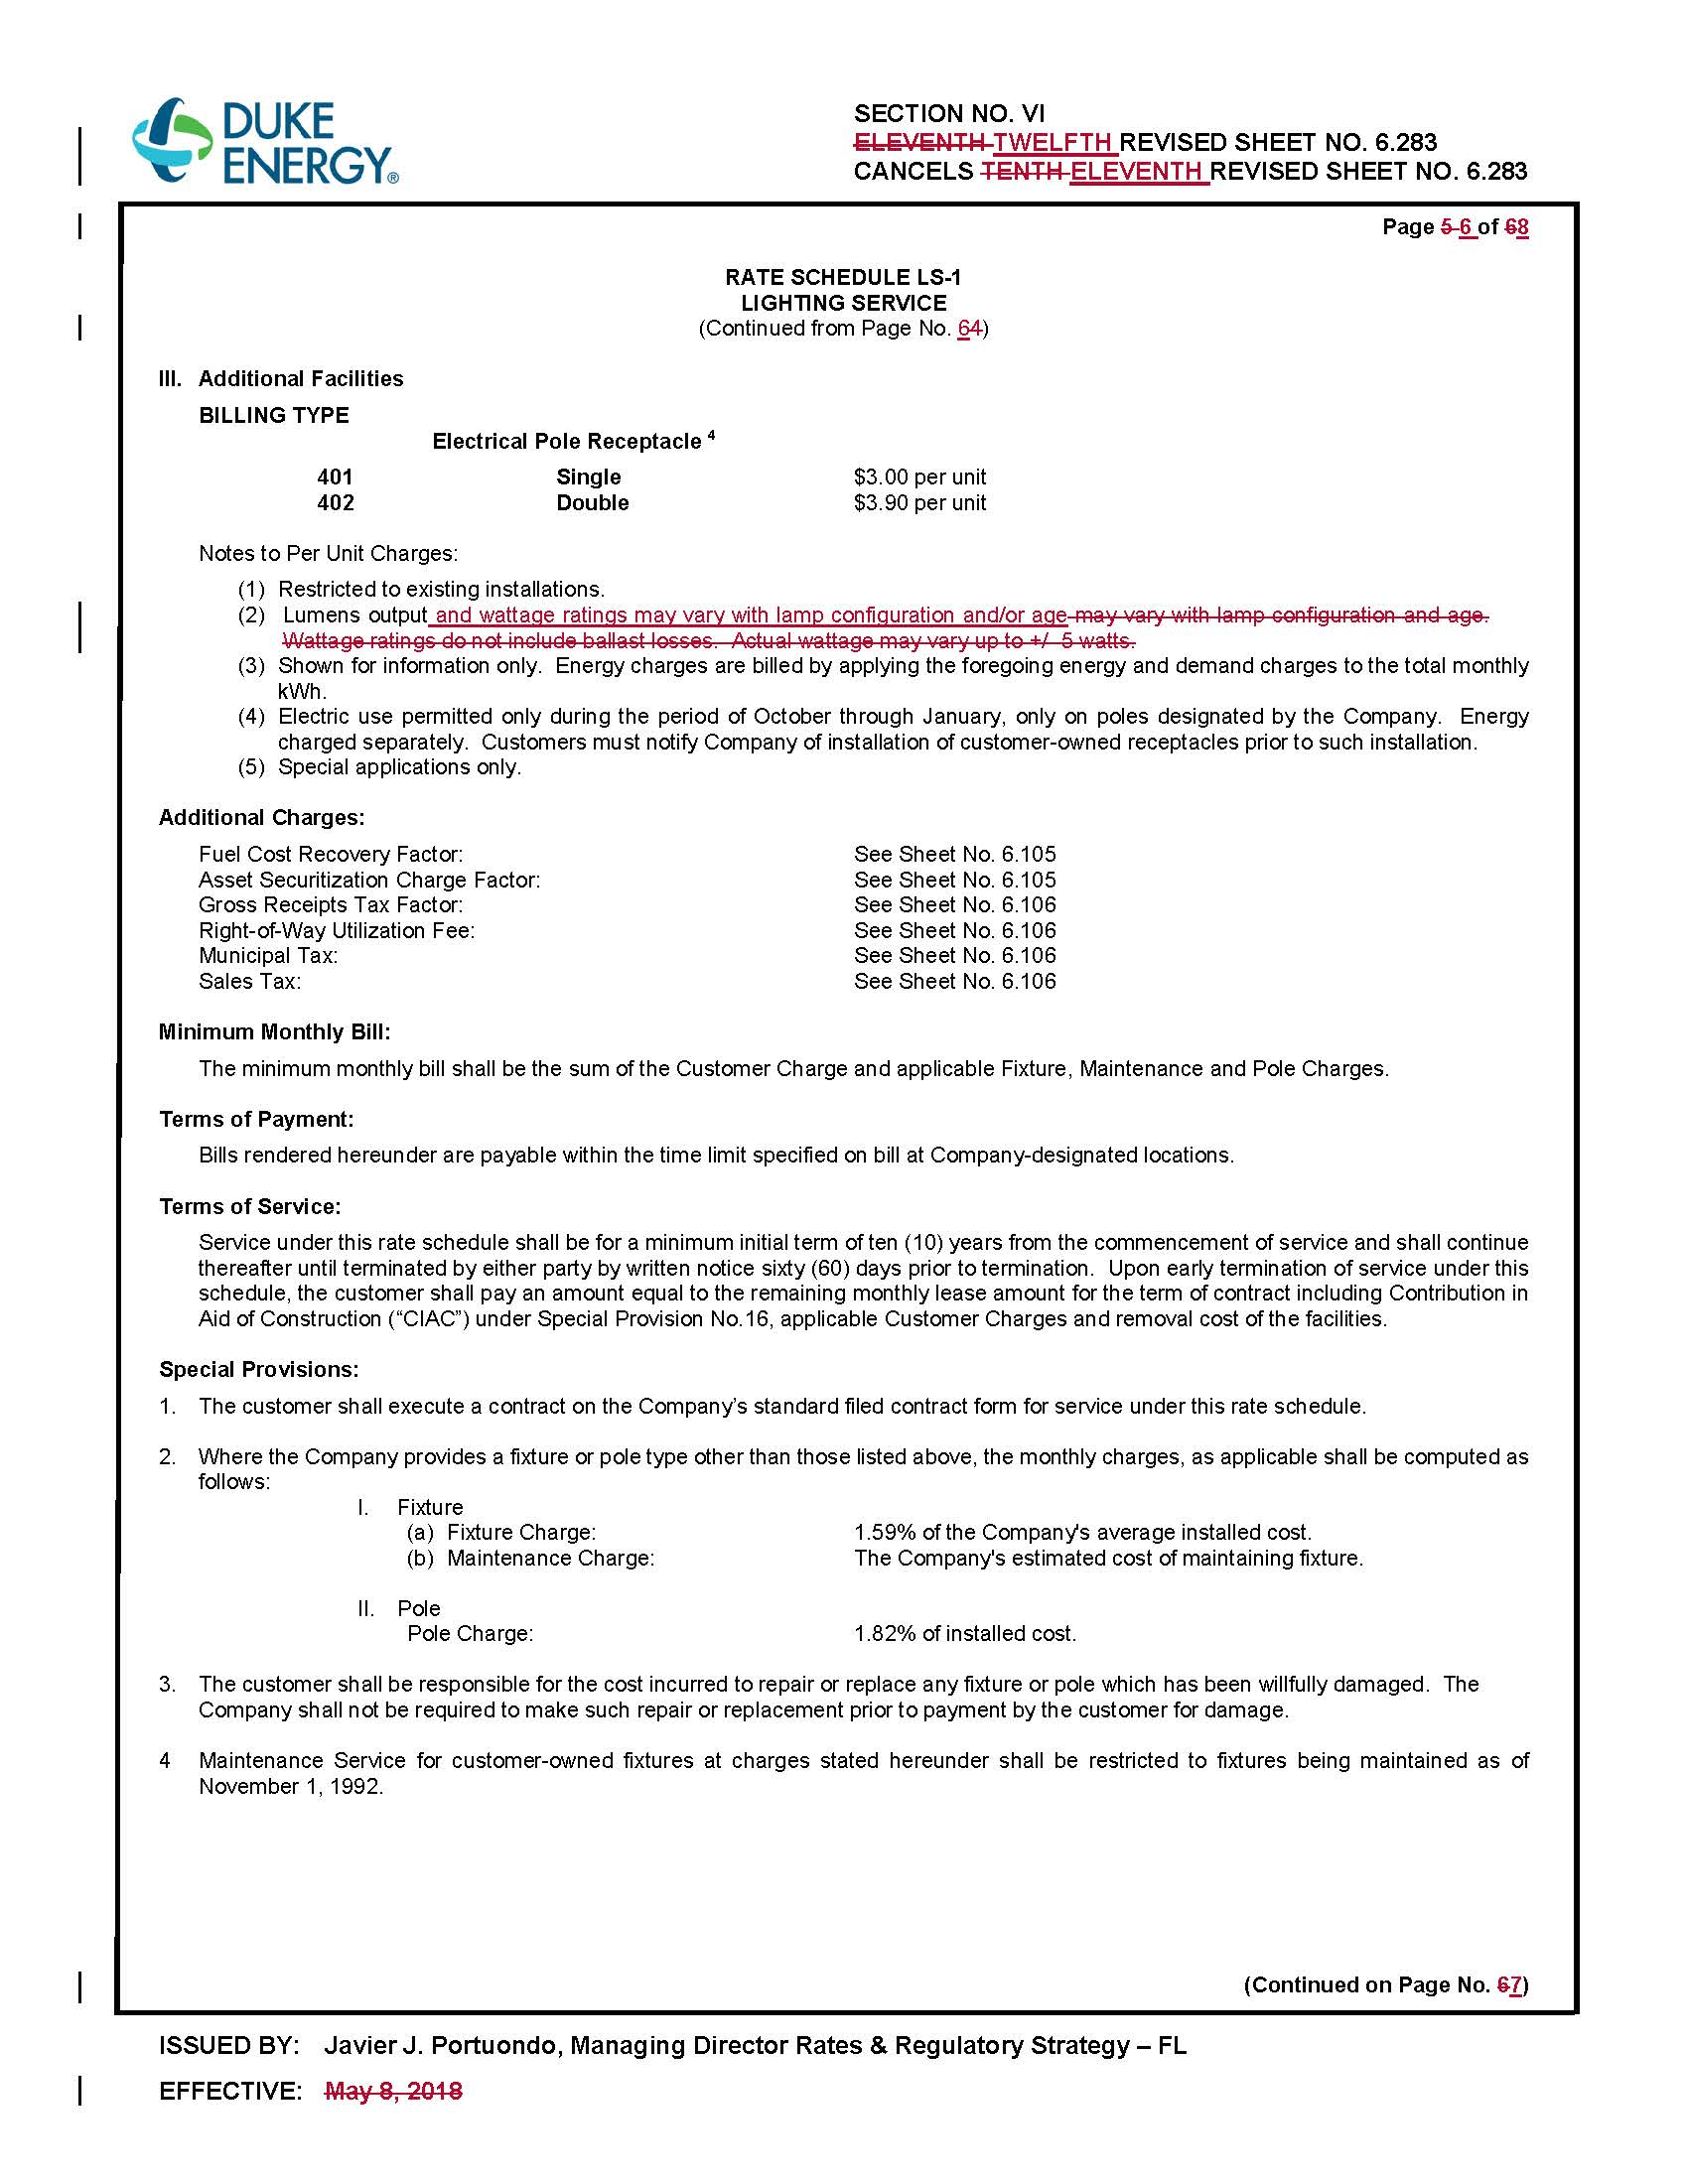 DUKE
ENERGY®
SECTION NO. VI
ELEVENTH TWELFTH REVISED SHEET NO. 6.283
CANCELS TENTH ELEVENTH REVISED SHEET NO. 6.283
Page 5 6 of 68
RATE SCHEDULE LS-1
LIGHTING SERVICE
(Continued from Page No. 64)
III. Additional Facilities
BILLING TYPE
Electrical Pole Receptacle 4
401 Single $3.00 per unit
402 Double $3.90 per unit
Notes to Per Unit Charges:
(1) Restricted to existing installations.
(2) Lumens output and wattage ratings may vary with lamp configuration and/or age may vary with lamp configuration and age.
Wattage ratings do not include ballast losses. Actual wattage may vary up to +/- 5 watts.
(3) Shown for information only. Energy charges are billed by applying the foregoing energy and demand charges to the total monthly
kWh.
(4) Electric use permitted only during the period of October through January, only on poles designated by the Company. Energy
charged separately. Customers must notify Company of installation of customer-owned receptacles prior to such installation.
(5) Special applications only.
Additional Charges:
Fuel Cost Recovery Factor: See Sheet No. 6.105
Asset Securitization Charge Factor: See Sheet No. 6.105
Gross Receipts Tax Factor: See Sheet No. 6.106
Right-of-Way Utilization Fee: See Sheet No. 6.106
Municipal Tax: See Sheet No. 6.106
Sales Tax: See Sheet No. 6.106
Minimum Monthly Bill:
The minimum monthly bill shall be the sum of the Customer Charge and applicable Fixture, Maintenance and Pole Charges.
Terms of Payment:
Bills rendered hereunder are payable within the time limit specified on bill at Company-designated locations.
Terms of Service:
Service under this rate schedule shall be for a minimum initial term of ten (10) years from the commencement of service and shall continue
thereafter until terminated by either party by written notice sixty (60) days prior to termination. Upon early termination of service under this
schedule, the customer shall pay an amount equal to the remaining monthly lease amount for the term of contract including Contribution in
Aid of Construction (“CIAC”) under Special Provision No.16, applicable Customer Charges and removal cost of the facilities.
Special Provisions:
1. The customer shall execute a contract on the Company’s standard filed contract form for service under this rate schedule.
2. Where the Company provides a fixture or pole type other than those listed above, the monthly charges, as applicable shall be computed as
follows:
I. Fixture
(a) Fixture Charge: 1.59% of the Company's average installed cost.
(b) Maintenance Charge: The Company's estimated cost of maintaining fixture.
II. Pole
Pole Charge: 1.82% of installed cost.
3. The customer shall be responsible for the cost incurred to repair or replace any fixture or pole which has been willfully damaged. The
Company shall not be required to make such repair or replacement prior to payment by the customer for damage.
4 Maintenance Service for customer-owned fixtures at charges stated hereunder shall be restricted to fixtures being maintained as of
November 1, 1992.
(Continued on Page No. 67)
ISSUED BY: Javier J. Portuondo, Managing Director Rates & Regulatory Strategy – FL
EFFECTIVE: May 8, 2018